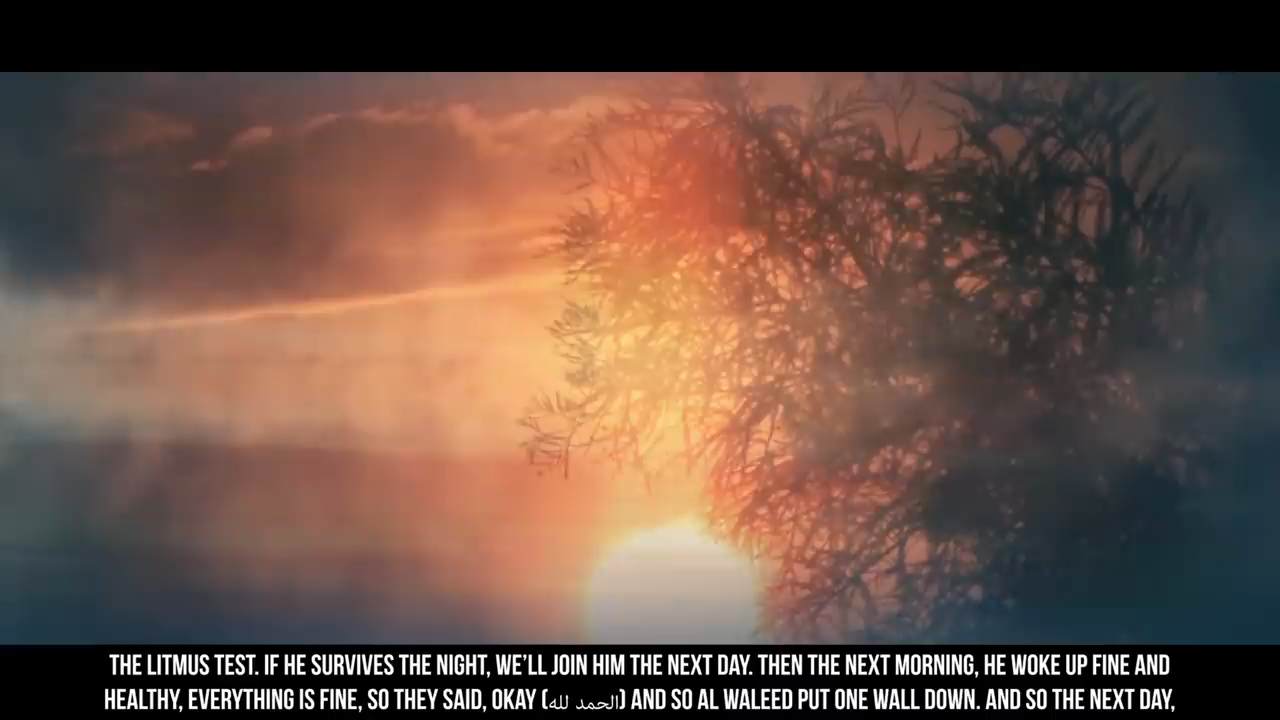 THE LITMUS TEST. IF HE SURVIVES THE NIGHT, WE’LL JOIN HIM THE NEXT DAY. THEN THE NEXT MORNING, HE WOKE UP FINE AND
HEALTHY, EVERYTHING IS FINE, SO THEY SAID, OKAY (الحمد لله) AND SO AL WALEED PUT ONE WALL DOWN. AND SO THE NEXT DAY,